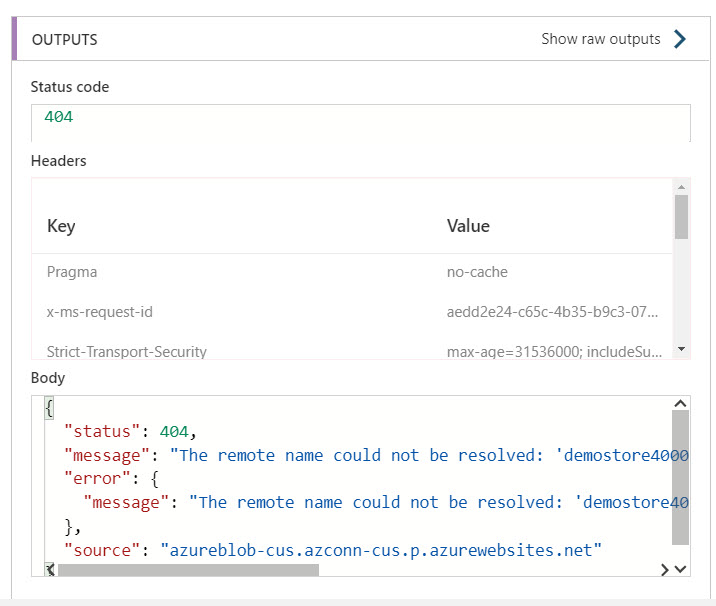 OUTPUTS
Show raw outputs
Status code
404
Headers
Key Value
Pragma no-cache
x-ms-request-id aedd2e24-c65c-4b35-b9c3-07...
Strict-Transport-Security max-age=31536000; includeSu...
Body
{
"status": 404,
"message": "The remote name could not be resolved: 'demostore4000
"error": {
"message": "The remote name could not be resolved: 'demostore40
},
"source": "azureblob-cus.azconn-cus.p.azurewebsites.net"